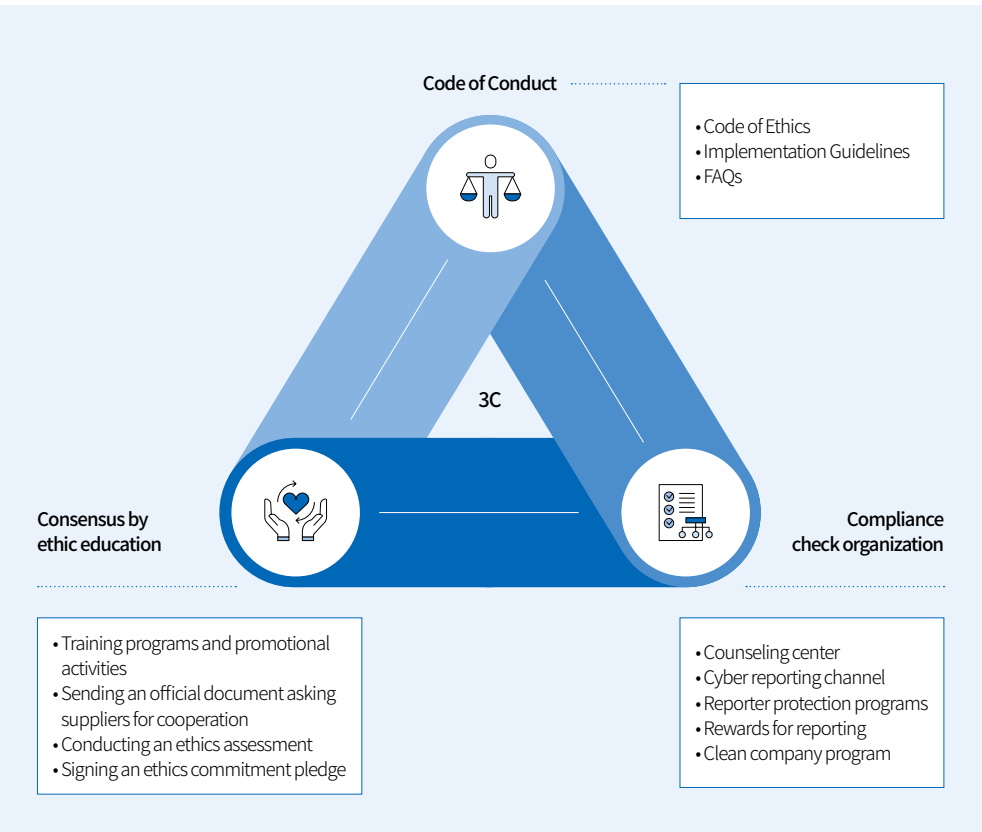 Code of Conduct
• Code of Ethics
• Implementation Guidelines
• FAQs
3C
Consensus by
ethic education
Compliance
check organization
• Training programs and promotional
activities
• Sending an official document asking
suppliers for cooperation
• Conducting an ethics assessment
• Signing an ethics commitment pledge
• Counseling center
• Cyber reporting channel
• Reporter protection programs
• Rewards for reporting
• Clean company program